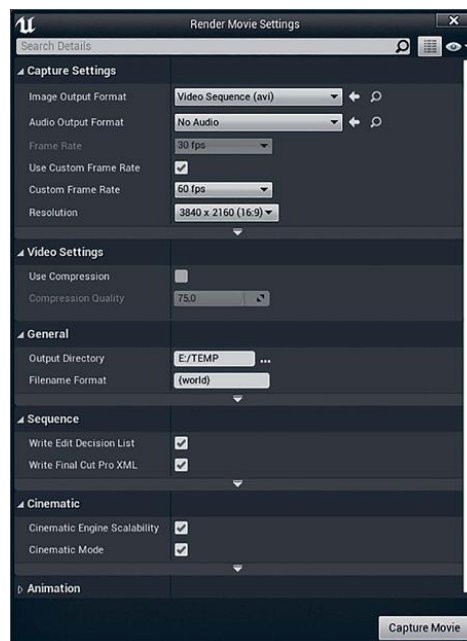 Render Movie Settings
Search Details
Capture Settings
Image Output Format Video Sequence (avi)
Audio Output Format No Audio
Frame Rate 30 fps
Use Custom Frame Rate
Custom Frame Rate 60 fps
Resolution 3840 x 2160 (16:9)
Video Settings
Use Compression
Compression Quality 75,0
General
Output Directory E:/TEMP ...
Filename Format {world}
Sequence
Write Edit Decision List
Write Final Cut Pro XML
Cinematic
Cinematic Engine Scalability
Cinematic Mode
Animation
Capture Movie